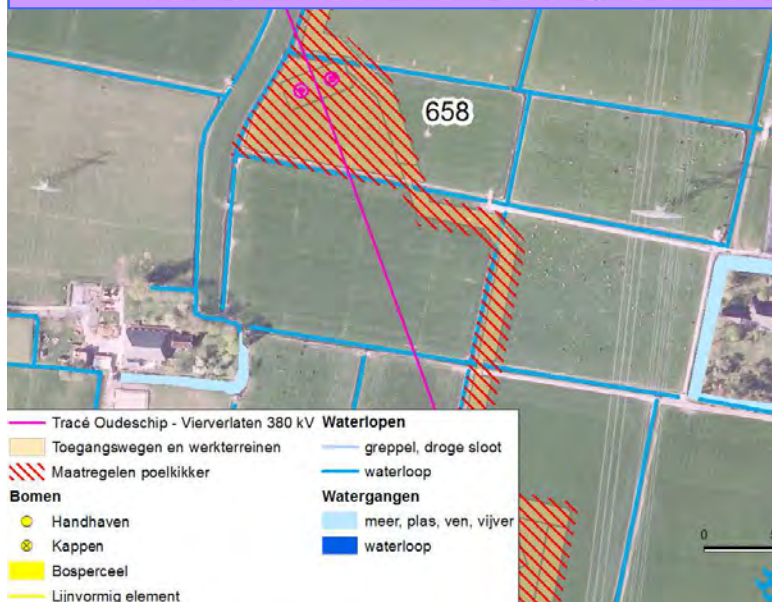 658
Tracé Oudeschip - Vierverlaten 380 kV
Toegangswegen en werkterreinen
Maatregelen poelkikker
Bomen
Handhaven
Kappen
Bosperceel
Lijnvormig element
Waterlopen
greppel, droge sloot
waterloop
Watergangen
meer, plas, ven, vijver
waterloop
0